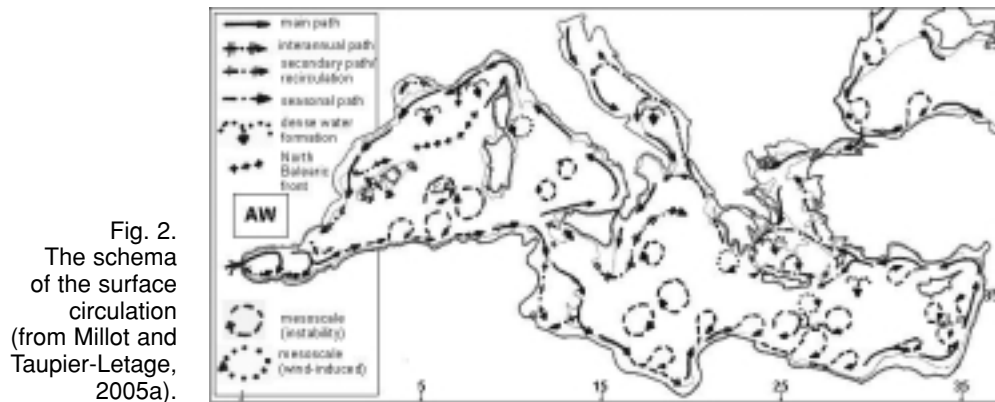 Fig. 2.
The schema
of the surface
circulation
(from Millot and
Taupier-Letage,
2005a).
main path
interannual path
secondary path/
recirculation
seasonal path
dense water
formation
North
Balearic
front
AW
mesoscale
(instability)
mesoscale
(wind-induced)
5
15
25
35